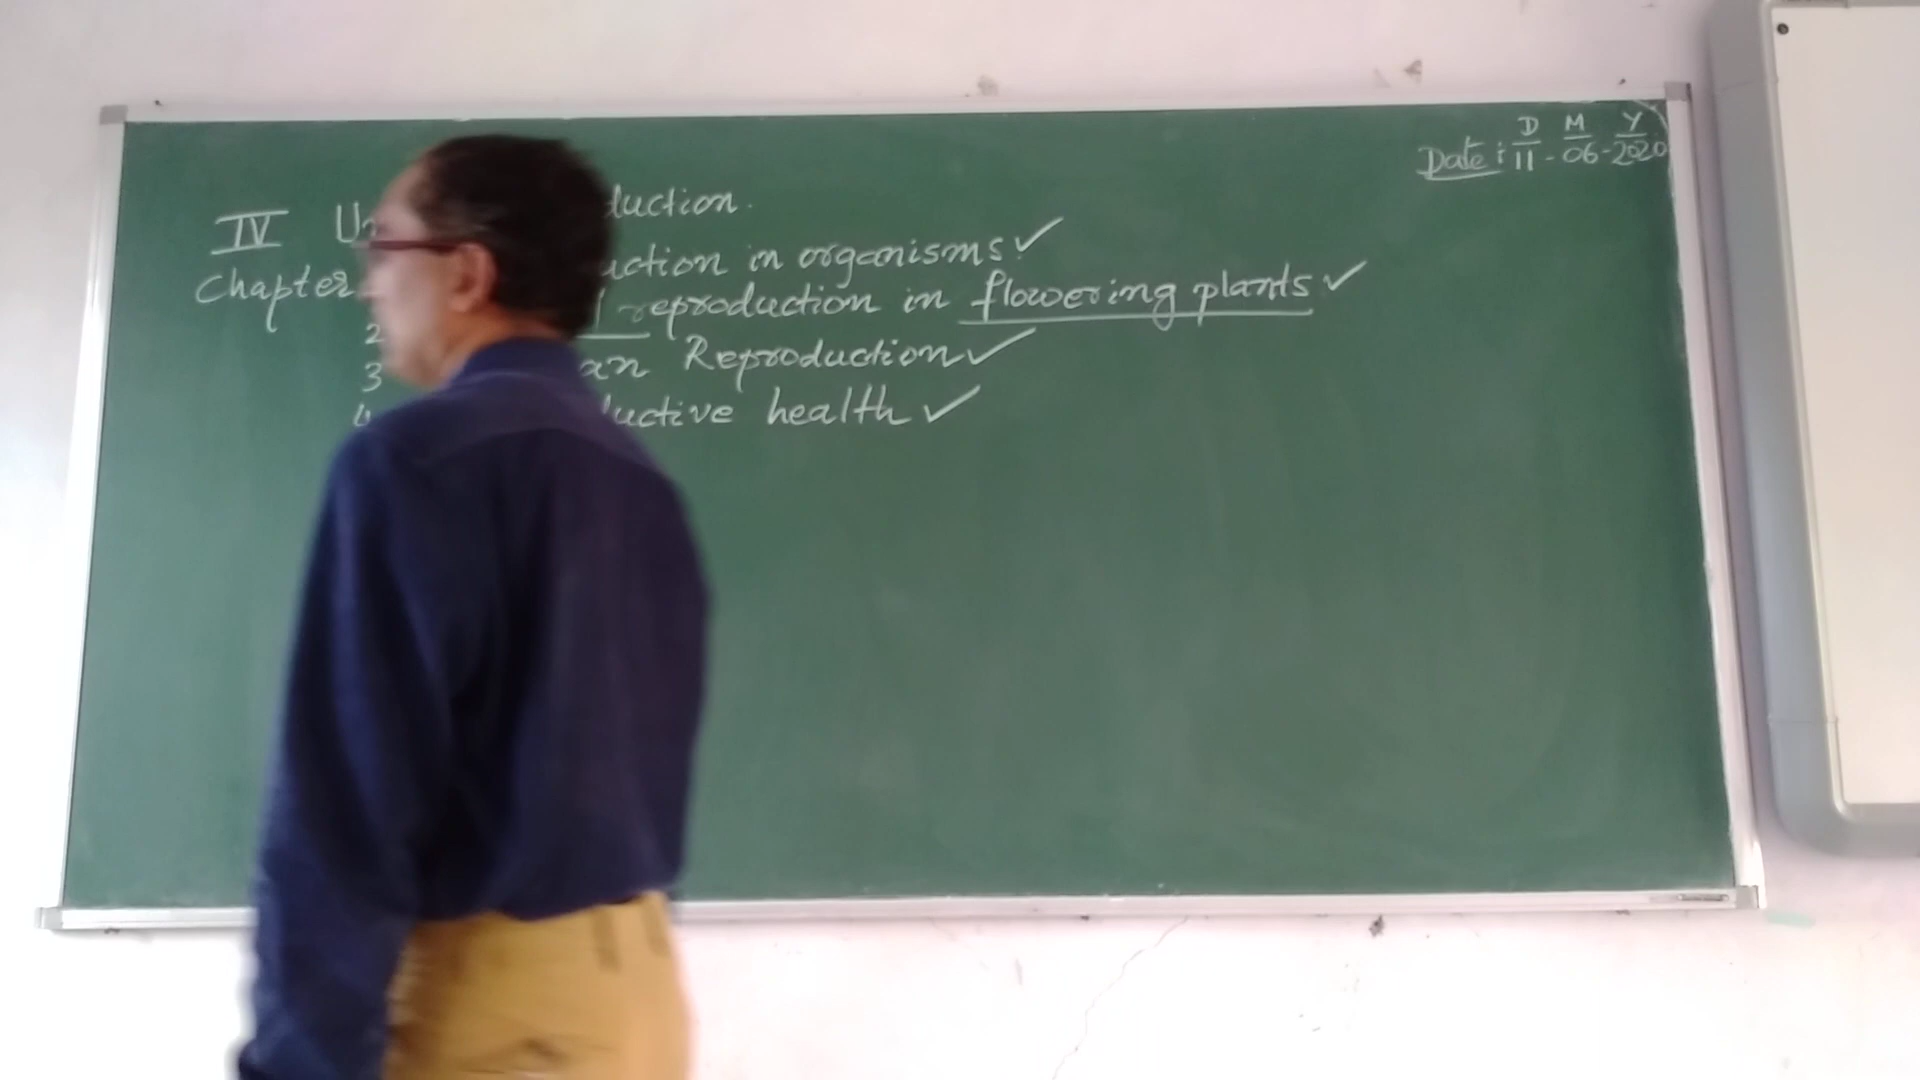 D M Y
Date: 11-06-2020
IV duction.
Chapter uction in organisms ✓
2 reproduction in flowering plants ✓
3 an Reproduction ✓
4 uctive health ✓